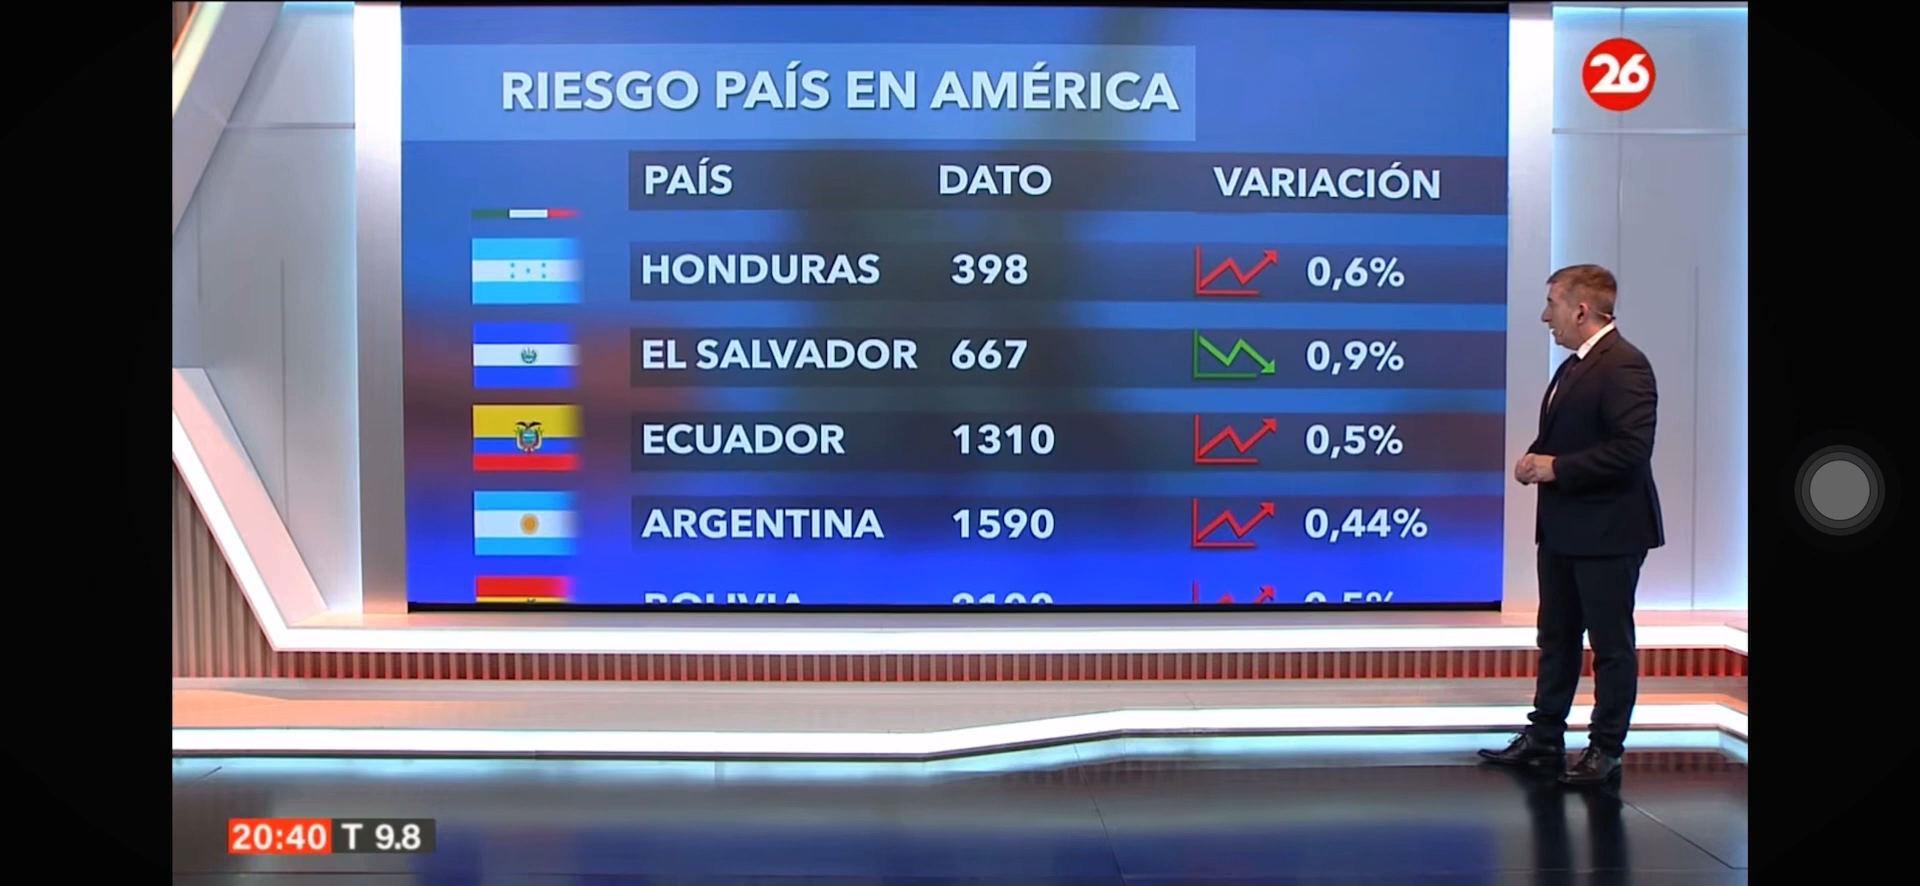 26
RIESGO PAÍS EN AMÉRICA
PAÍS DATO VARIACIÓN
HONDURAS 398 0,6%
EL SALVADOR 667 0,9%
ECUADOR 1310 0,5%
ARGENTINA 1590 0,44%
BOLIVIA
20:40 T 9.8